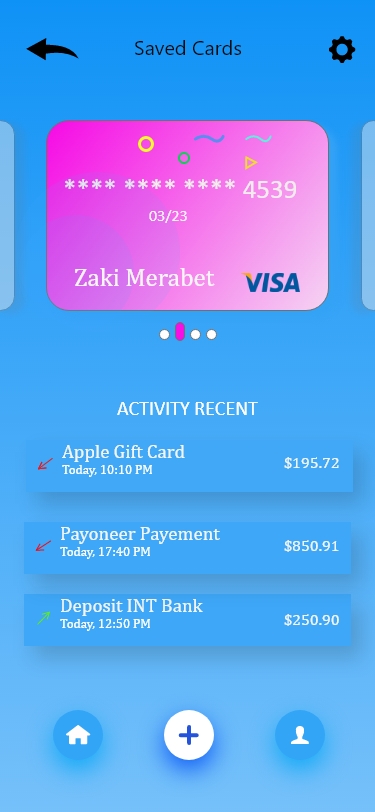 Saved Cards
**** **** **** 4539
03/23
Zaki Merabet
VISA
ACTIVITY RECENT
Apple Gift Card
Today, 10:10 PM
$195.72
Payoneer Payement
Today, 17:40 PM
$850.91
Deposit INT Bank
Today, 12:50 PM
$250.90